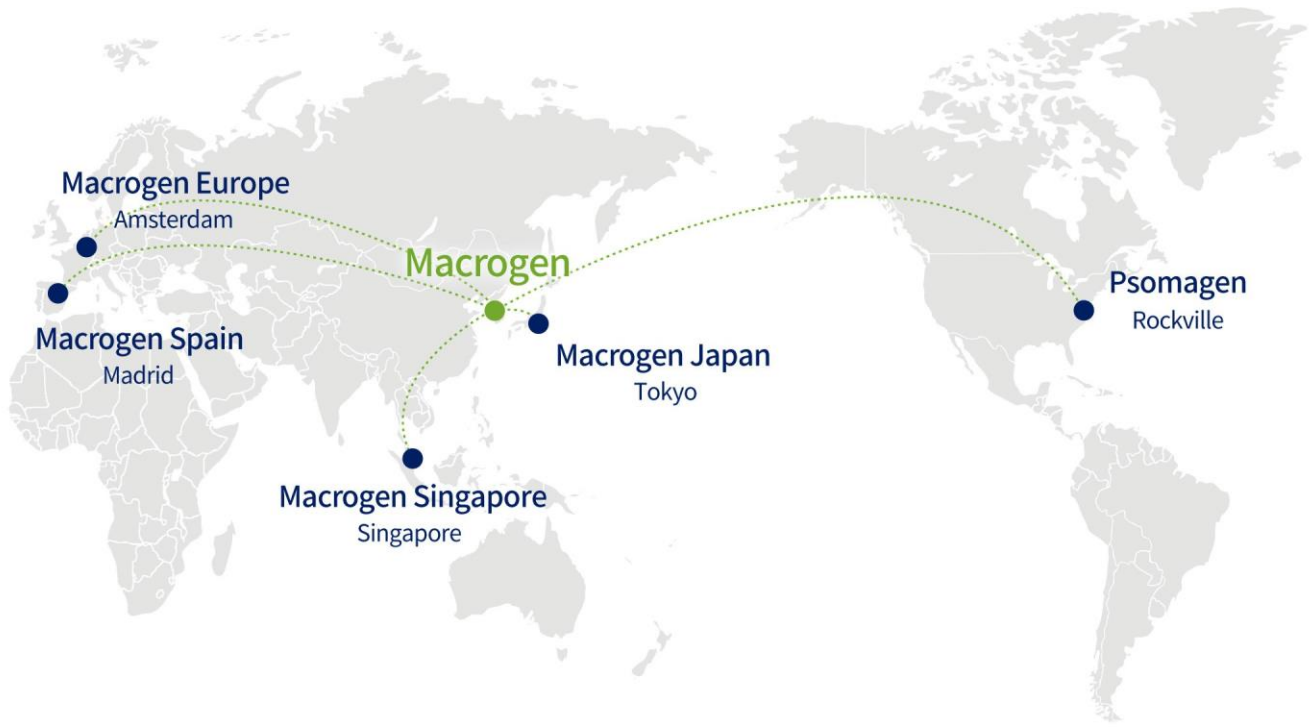 Macrogen Europe
Amsterdam
Macrogen
Psomagen
Rockville
Macrogen Spain
Madrid
Macrogen Japan
Tokyo
Macrogen Singapore
Singapore